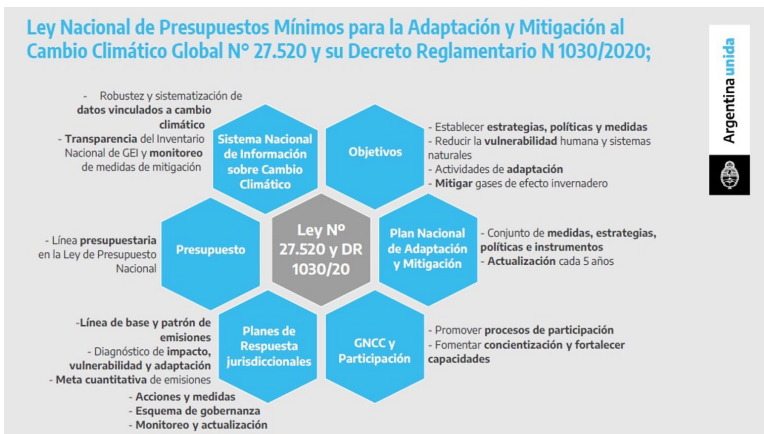 Ley Nacional de Presupuestos Mínimos para la Adaptación y Mitigación al
Cambio Climático Global N° 27.520 y su Decreto Reglamentario N 1030/2020;
Argentina unida
- Robustez y sistematización de
datos vinculados a cambio
climático
- Transparencia del Inventario
Nacional de GEI y monitoreo
de medidas de mitigación
Sistema Nacional
de Información
sobre Cambio
Climático
Objetivos
- Establecer estrategias, políticas y medidas
- Reducir la vulnerabilidad humana y sistemas
naturales
- Actividades de adaptación
- Mitigar gases de efecto invernadero
- Línea presupuestaria
en la Ley de Presupuesto
Nacional
Presupuesto
Ley Nº
27.520 y DR
1030/20
Plan Nacional
de Adaptación
y Mitigación
- Conjunto de medidas, estrategias,
políticas e instrumentos
- Actualización cada 5 años
-Línea de base y patrón de
emisiones
- Diagnóstico de impacto,
vulnerabilidad y adaptación
- Meta cuantitativa de emisiones
- Acciones y medidas
- Esquema de gobernanza
- Monitoreo y actualización
Planes de
Respuesta
jurisdiccionales
GNCC y
Participación
- Promover procesos de participación
- Fomentar concientización y fortalecer
capacidades